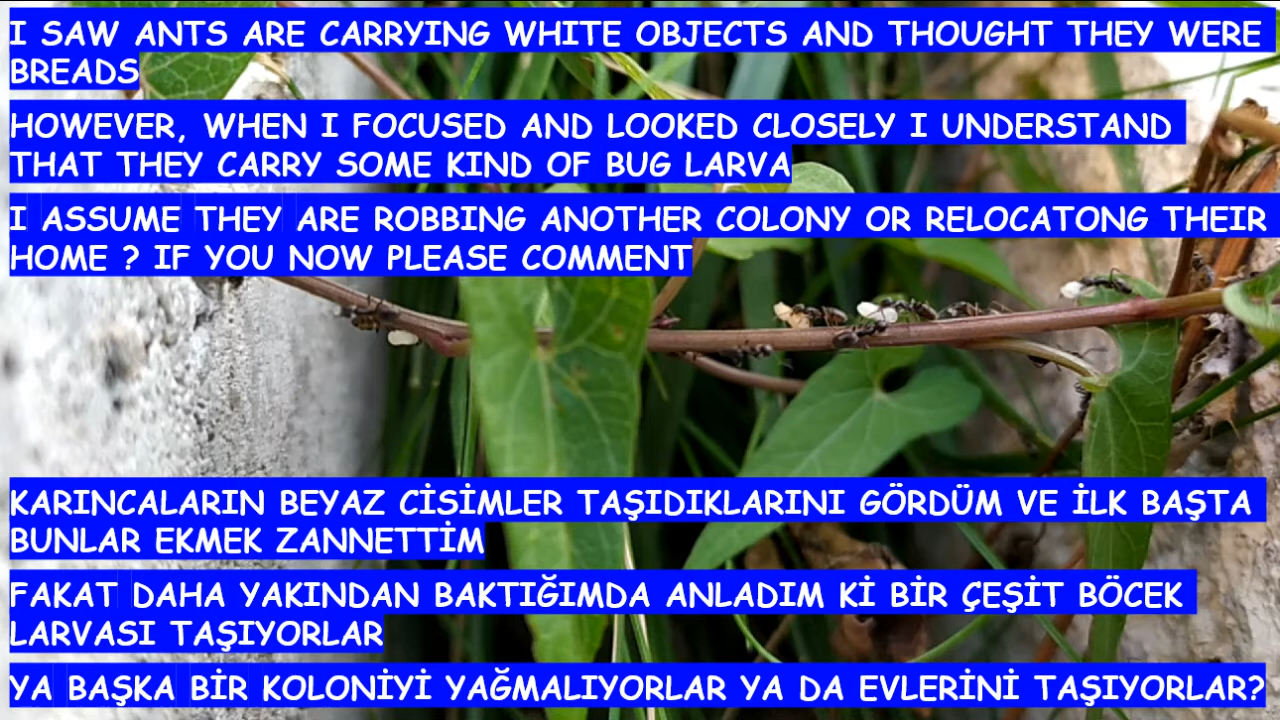 I SAW ANTS ARE CARRYING WHITE OBJECTS AND THOUGHT THEY WERE
BREADS
HOWEVER, WHEN I FOCUSED AND LOOKED CLOSELY I UNDERSTAND
THAT THEY CARRY SOME KIND OF BUG LARVA
I ASSUME THEY ARE ROBBING ANOTHER COLONY OR RELOCATONG THEIR
HOME ? IF YOU NOW PLEASE COMMENT
KARINCALARIN BEYAZ CİSİMLER TAŞIDIKLARINI GÖRDÜM VE İLK BAŞTA
BUNLAR EKMEK ZANNETTİM
FAKAT DAHA YAKINDAN BAKTIĞIMDA ANLADIM Kİ BİR ÇEŞİT BÖCEK
LARVASI TAŞIYORLAR
YA BAŞKA BİR KOLONİYİ YAĞMALIYORLAR YA DA EVLERİNİ TAŞIYORLAR?